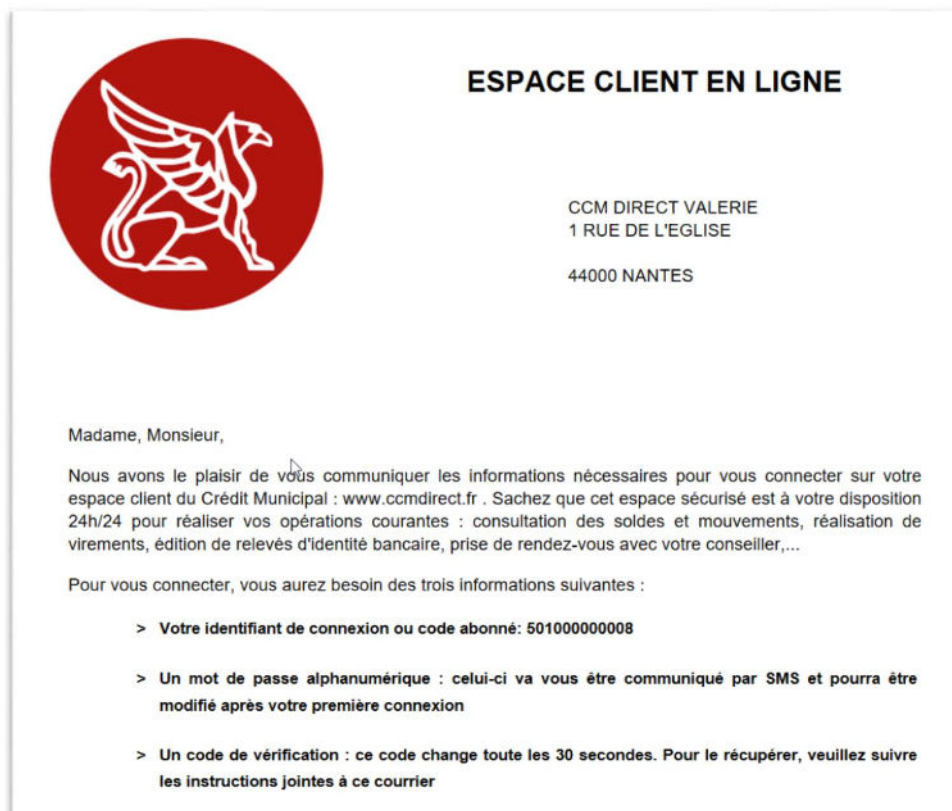 ESPACE CLIENT EN LIGNE
CCM DIRECT VALERIE
1 RUE DE L'EGLISE
44000 NANTES
Madame, Monsieur,
Nous avons le plaisir de vous communiquer les informations nécessaires pour vous connecter sur votre
espace client du Crédit Municipal : www.ccmdirect.fr . Sachez que cet espace sécurisé est à votre disposition
24h/24 pour réaliser vos opérations courantes : consultation des soldes et mouvements, réalisation de
virements, édition de relevés d'identité bancaire, prise de rendez-vous avec votre conseiller,...
Pour vous connecter, vous aurez besoin des trois informations suivantes :
> Votre identifiant de connexion ou code abonné: 501000000008
> Un mot de passe alphanumérique : celui-ci va vous être communiqué par SMS et pourra être
modifié après votre première connexion
> Un code de vérification : ce code change toute les 30 secondes. Pour le récupérer, veuillez suivre
les instructions jointes à ce courrier